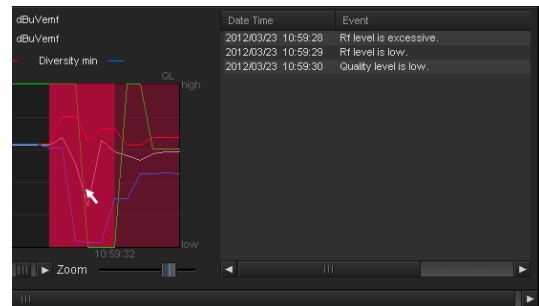 dBuVemf
dBuVemf
Diversity min
QL
high
low
10:59:32
Zoom
Date Time Event
2012/03/23 10:59:28 Rf level is excessive.
2012/03/23 10:59:29 Rf level is low.
2012/03/23 10:59:30 Quality level is low.